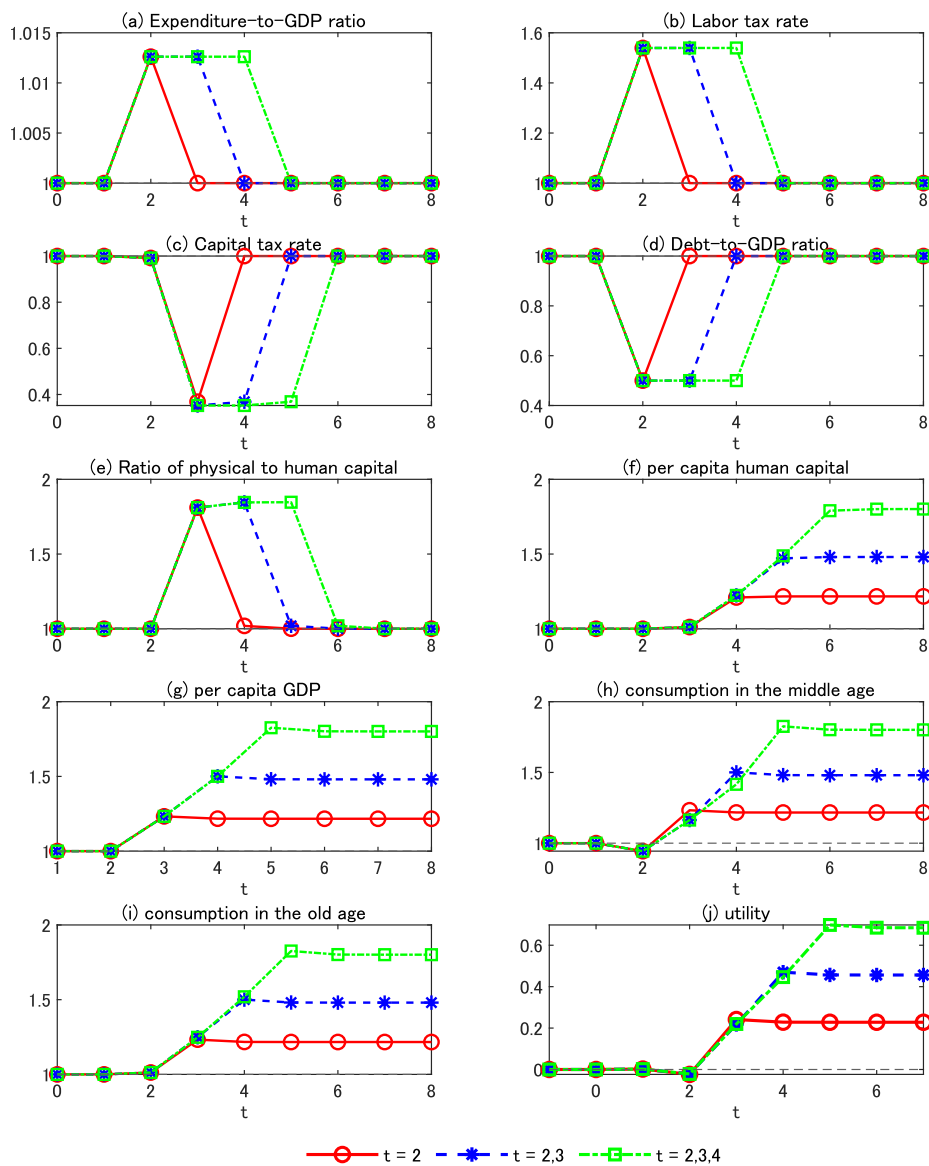 (a) Expenditure-to-GDP ratio
1.015
1.01
1.005
1
0 2 4 6 8
t
(b) Labor tax rate
1.6
1.4
1.2
1
0 2 4 6 8
t
(c) Capital tax rate
1
0.8
0.6
0.4
0 2 4 6 8
t
(d) Debt-to-GDP ratio
1
0.8
0.6
0.4
0 2 4 6 8
t
(e) Ratio of physical to human capital
2
1.5
1
0 2 4 6 8
t
(f) per capita human capital
2
1.5
1
0 1 2 3 4 5 6 7 8
t
(g) per capita GDP
2
1.5
1
1 2 3 4 5 6 7 8
t
(h) consumption in the middle age
2
1.5
1
0 2 4 6 8
t
(i) consumption in the old age
2
1.5
1
0 2 4 6 8
t
(j) utility
0.6
0.4
0.2
0
0 2 4 6
t
t = 2 t = 2,3 t = 2,3,4